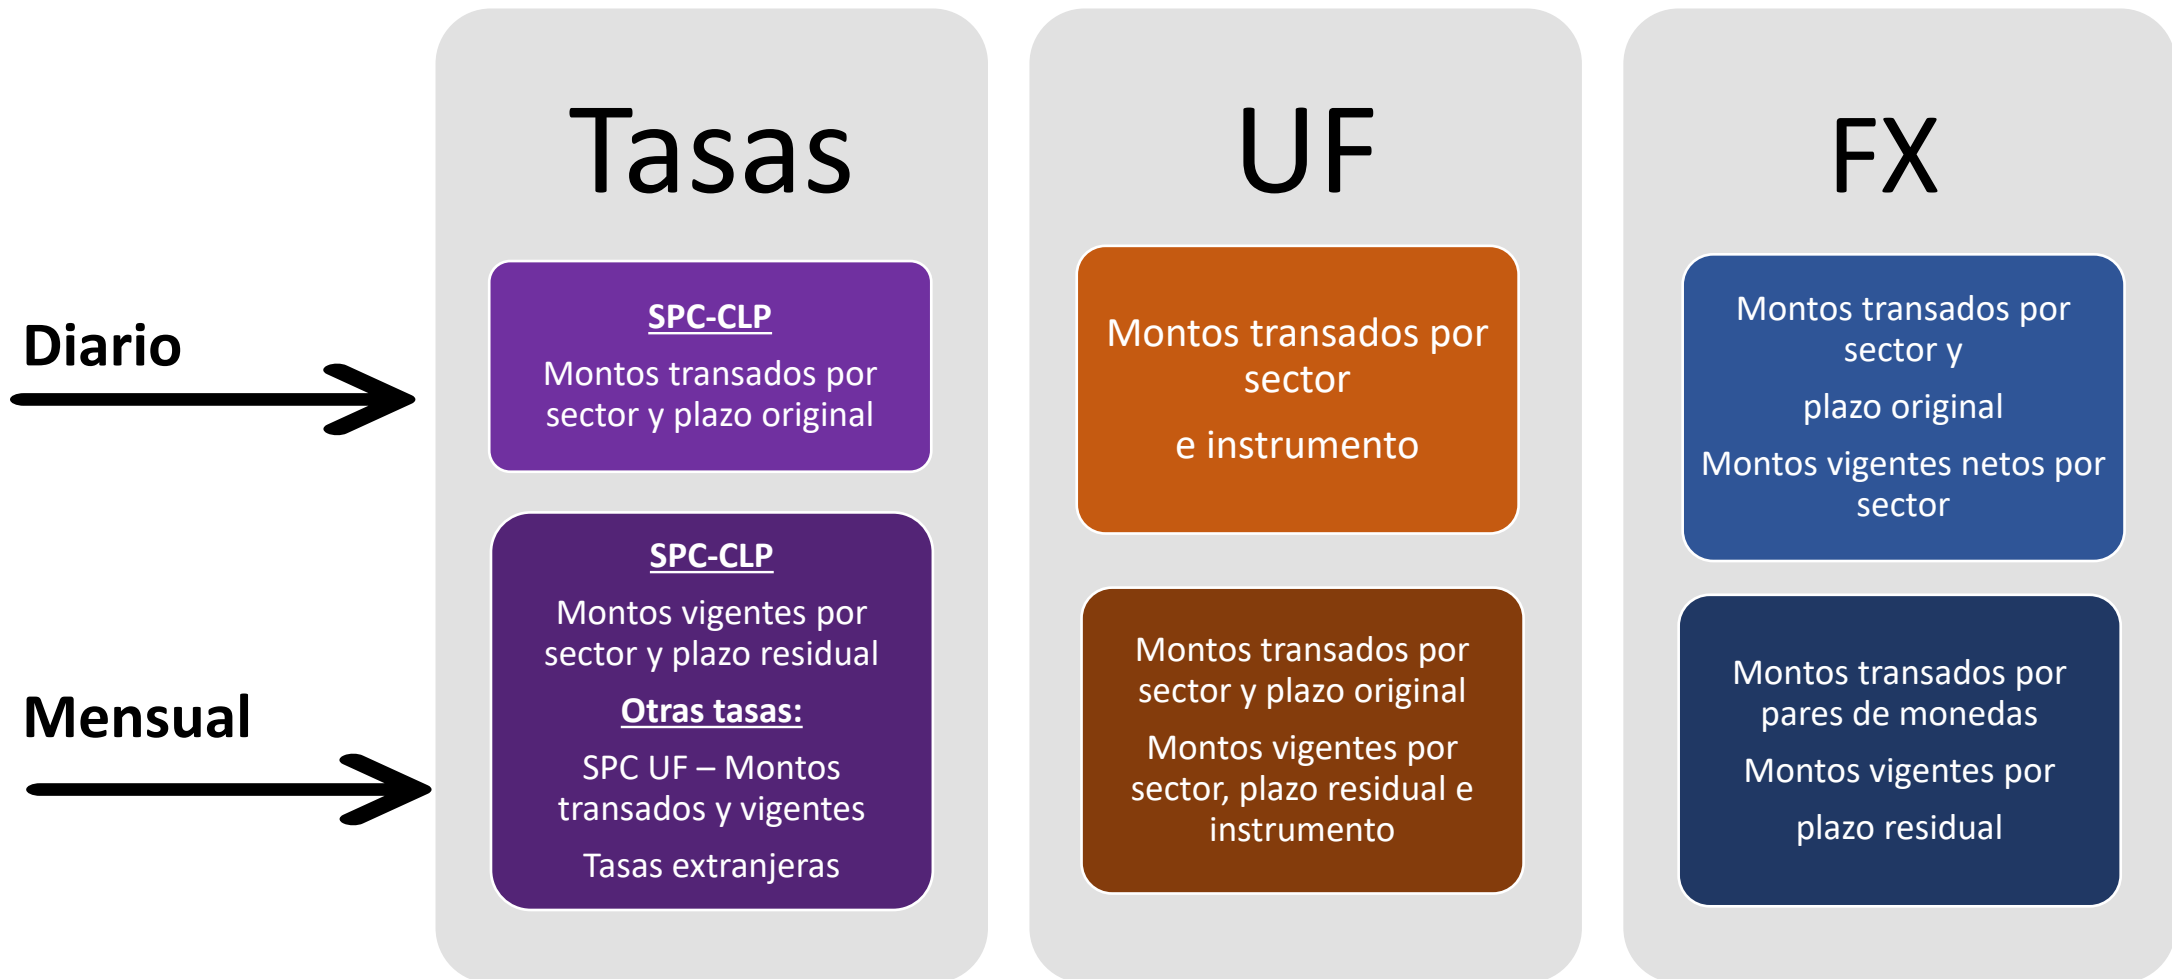 Tasas
UF
FX
Diario
SPC-CLP
Montos transados por
sector y plazo original
Montos transados por
sector
e instrumento
Montos transados por
sector y
plazo original
Montos vigentes netos por
sector
Mensual
SPC-CLP
Montos vigentes por
sector y plazo residual
Otras tasas:
SPC UF – Montos
transados y vigentes
Tasas extranjeras
Montos transados por
sector y plazo original
Montos vigentes por
sector, plazo residual e
instrumento
Montos transados por
pares de monedas
Montos vigentes por
plazo residual